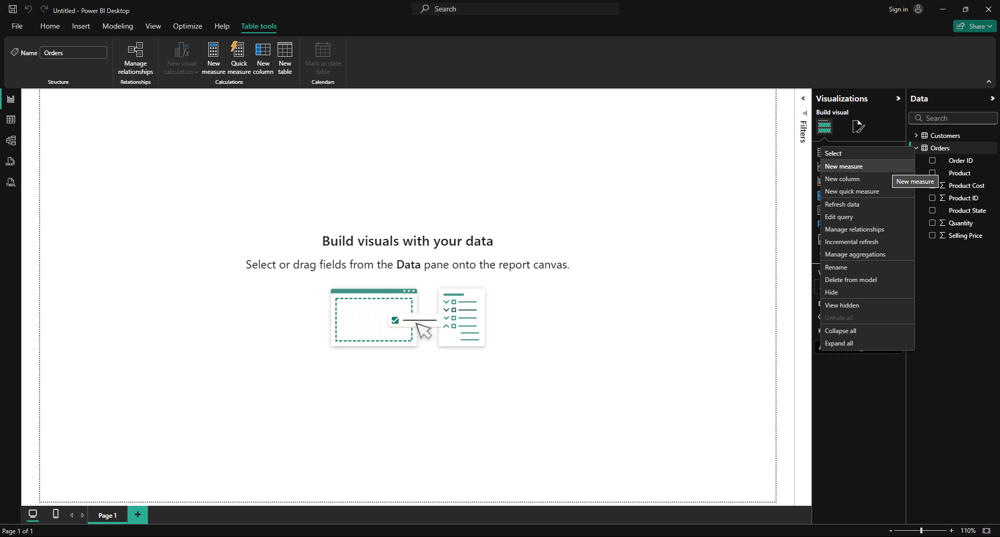 Untitled - Power BI Desktop
Search
Sign in
File
Home
Insert
Modeling
View
Optimize
Help
Table tools
Share
Name
Orders
Manage relationships
New visual calculation
New measure
Quick measure
New column
New table
Mark as date table
Structure
Relationships
Calculations
Calendars
Filters
Visualizations
Build visual
Data
Search
Customers
Orders
Order ID
Product
Product Cost
Product ID
Product State
Quantity
Selling Price
Select
New measure
New column
New measure
New quick measure
Refresh data
Edit query
Manage relationships
Incremental refresh
Manage aggregations
Rename
Delete from model
Hide
View hidden
Unhide all
Collapse all
Expand all
Build visuals with your data
Select or drag fields from the Data pane onto the report canvas.
DAX
TMDL
Page 1
+
Page 1 of 1
- + 110%